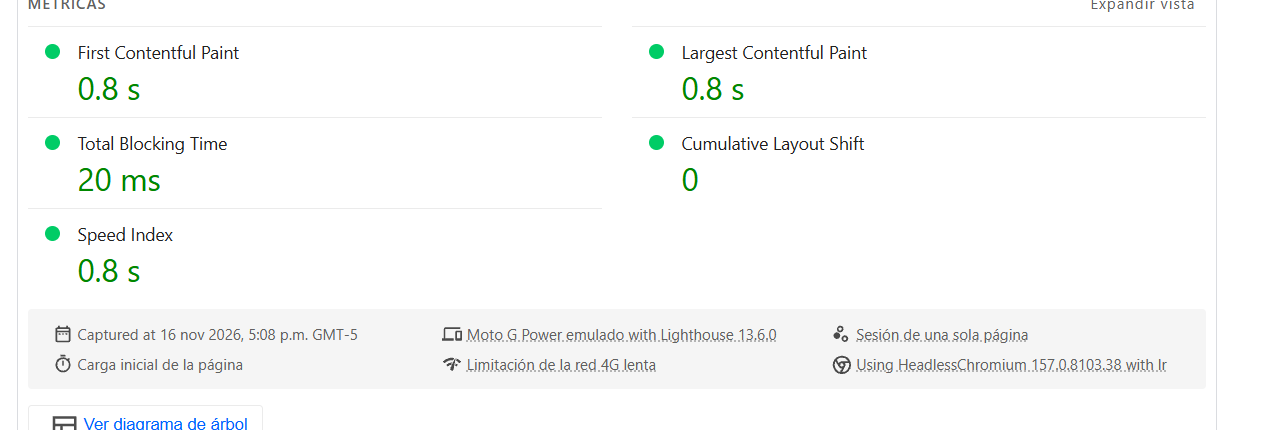 MÉTRICAS
Expandir vista
First Contentful Paint
0.8 s
Largest Contentful Paint
0.8 s
Total Blocking Time
20 ms
Cumulative Layout Shift
0
Speed Index
0.8 s
Captured at 16 nov 2026, 5:08 p.m. GMT-5
Moto G Power emulado with Lighthouse 13.6.0
Sesión de una sola página
Carga inicial de la página
Limitación de la red 4G lenta
Using HeadlessChromium 157.0.8103.38 with lr
Ver diagrama de árbol